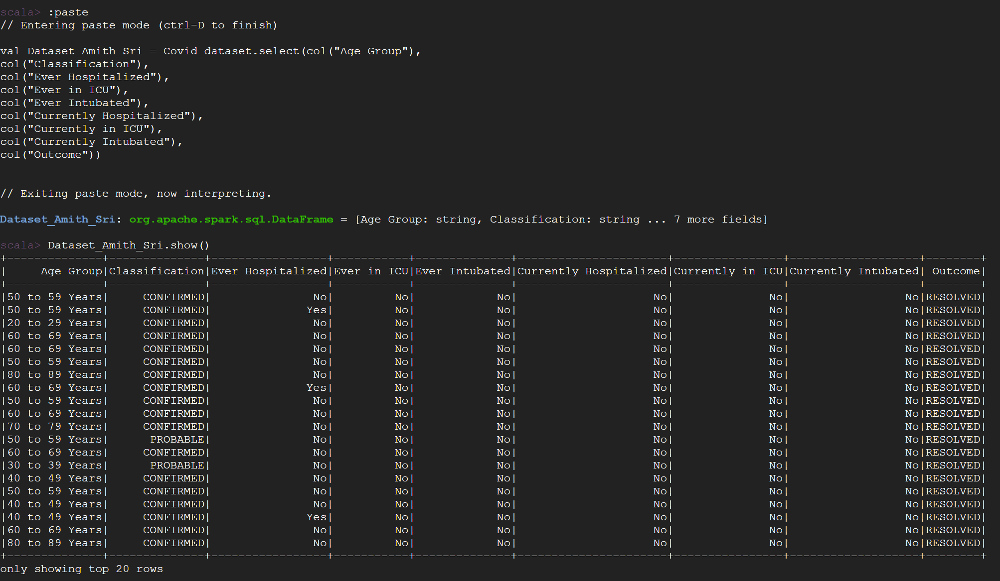 scala> :paste
// Entering paste mode (ctrl-D to finish)
val Dataset_Amith_Sri = Covid_dataset.select(col("Age Group"),
col("Classification"),
col("Ever Hospitalized"),
col("Ever in ICU"),
col("Ever Intubated"),
col("Currently Hospitalized"),
col("Currently in ICU"),
col("Currently Intubated"),
col("Outcome"))
// Exiting paste mode, now interpreting.
Dataset_Amith_Sri: org.apache.spark.sql.DataFrame = [Age Group: string, Classification: string ... 7 more fields]
scala> Dataset_Amith_Sri.show()
+--------------+--------------+-----------------+-----------+--------------+----------------------+----------------+-------------------+--------+
|     Age Group|Classification|Ever Hospitalized|Ever in ICU|Ever Intubated|Currently Hospitalized|Currently in ICU|Currently Intubated| Outcome|
+--------------+--------------+-----------------+-----------+--------------+----------------------+----------------+-------------------+--------+
|50 to 59 Years|     CONFIRMED|               No|         No|            No|                    No|              No|                 No|RESOLVED|
|50 to 59 Years|     CONFIRMED|              Yes|         No|            No|                    No|              No|                 No|RESOLVED|
|20 to 29 Years|     CONFIRMED|               No|         No|            No|                    No|              No|                 No|RESOLVED|
|60 to 69 Years|     CONFIRMED|               No|         No|            No|                    No|              No|                 No|RESOLVED|
|60 to 69 Years|     CONFIRMED|               No|         No|            No|                    No|              No|                 No|RESOLVED|
|50 to 59 Years|     CONFIRMED|               No|         No|            No|                    No|              No|                 No|RESOLVED|
|80 to 89 Years|     CONFIRMED|               No|         No|            No|                    No|              No|                 No|RESOLVED|
|60 to 69 Years|     CONFIRMED|              Yes|         No|            No|                    No|              No|                 No|RESOLVED|
|50 to 59 Years|     CONFIRMED|               No|         No|            No|                    No|              No|                 No|RESOLVED|
|60 to 69 Years|     CONFIRMED|               No|         No|            No|                    No|              No|                 No|RESOLVED|
|70 to 79 Years|     CONFIRMED|               No|         No|            No|                    No|              No|                 No|RESOLVED|
|50 to 59 Years|      PROBABLE|               No|         No|            No|                    No|              No|                 No|RESOLVED|
|60 to 69 Years|     CONFIRMED|               No|         No|            No|                    No|              No|                 No|RESOLVED|
|30 to 39 Years|      PROBABLE|               No|         No|            No|                    No|              No|                 No|RESOLVED|
|40 to 49 Years|     CONFIRMED|               No|         No|            No|                    No|              No|                 No|RESOLVED|
|50 to 59 Years|     CONFIRMED|               No|         No|            No|                    No|              No|                 No|RESOLVED|
|40 to 49 Years|     CONFIRMED|               No|         No|            No|                    No|              No|                 No|RESOLVED|
|40 to 49 Years|     CONFIRMED|              Yes|         No|            No|                    No|              No|                 No|RESOLVED|
|60 to 69 Years|     CONFIRMED|               No|         No|            No|                    No|              No|                 No|RESOLVED|
|80 to 89 Years|     CONFIRMED|               No|         No|            No|                    No|              No|                 No|RESOLVED|
+--------------+--------------+-----------------+-----------+--------------+----------------------+----------------+-------------------+--------+
only showing top 20 rows